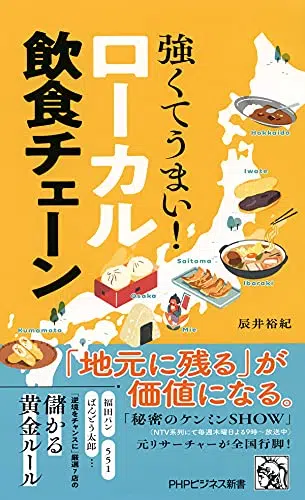 強くてうまい!
ローカル
飲食チェーン
Hokkaido
Iwate
Saitama
Ibaraki
Osaka
Mie
Kumamoto
辰井裕紀
「地元に残る」が
価値になる。
「秘密のケンミンSHOW」
(NTV系列にて毎週木曜日よる9時〜放送中)
元リサーチャーが全国行脚!
551
福田パン
ばんどう太郎…
「逆境をチャンスに」厳選7店の
儲かる
黄金ルール
PHPビジネス新書